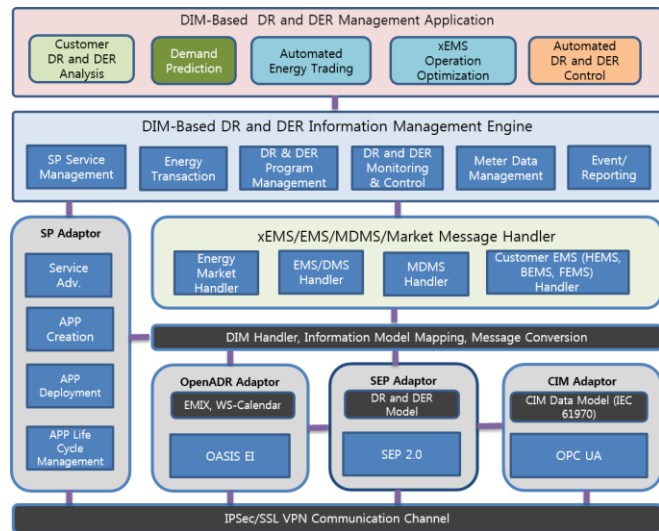 DIM-Based DR and DER Management Application
Customer
DR and DER
Analysis
Demand
Prediction
Automated
Energy Trading
xEMS
Operation
Optimization
Automated
DR and DER
Control
DIM-Based DR and DER Information Management Engine
SP Service
Management
Energy
Transaction
DR & DER
Program
Management
DR and DER
Monitoring
& Control
Meter Data
Management
Event/
Reporting
SP Adaptor
Service
Adv.
APP
Creation
APP
Deployment
APP Life
Cycle
Management
xEMS/EMS/MDMS/Market Message Handler
Energy
Market
Handler
EMS/DMS
Handler
MDMS
Handler
Customer EMS (HEMS,
BEMS, FEMS)
Handler
DIM Handler, Information Model Mapping, Message Conversion
OpenADR Adaptor
EMIX, WS-Calendar
OASIS EI
SEP Adaptor
DR and DER
Model
SEP 2.0
CIM Adaptor
CIM Data Model (IEC
61970)
OPC UA
IPSec/SSL VPN Communication Channel